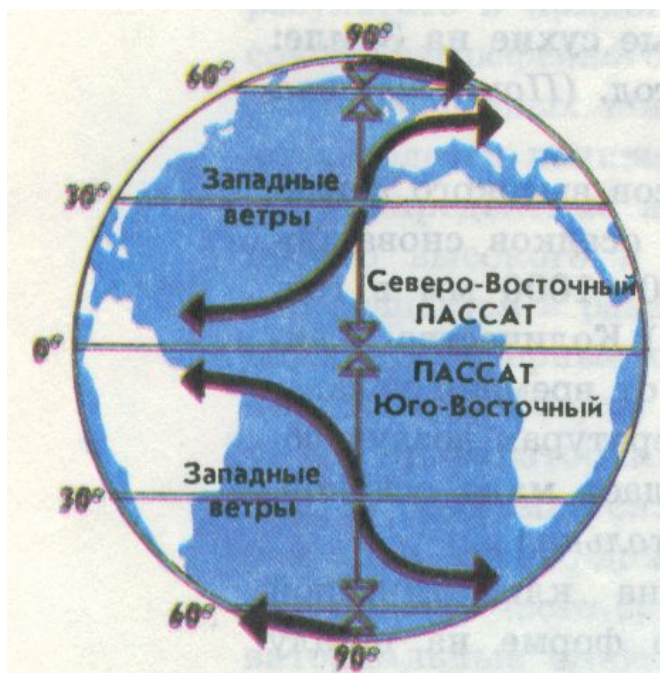 90°
60°
30°
Западные
ветры
Северо-Восточный
ПАССАТ
0°
ПАССАТ
Юго-Восточный
Западные
ветры
30°
60°
90°